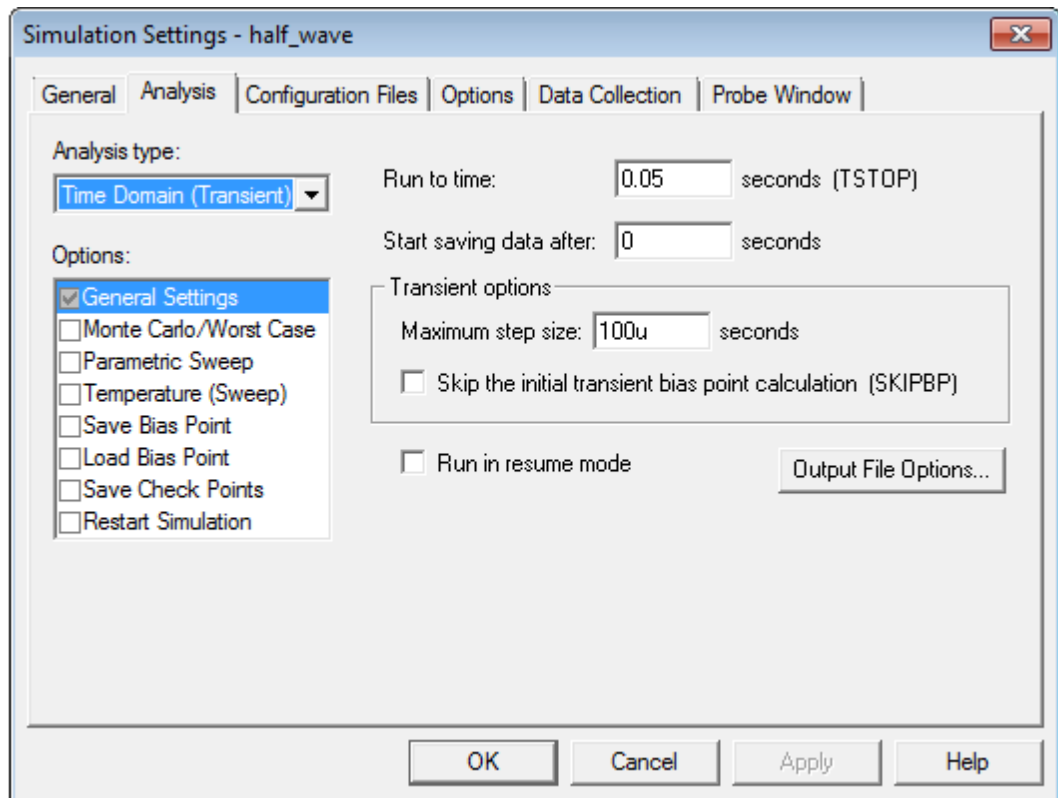 Simulation Settings - half_wave
General Analysis Configuration Files Options Data Collection Probe Window
Analysis type:
Time Domain (Transient)
Options:
General Settings
Monte Carlo/Worst Case
Parametric Sweep
Temperature (Sweep)
Save Bias Point
Load Bias Point
Save Check Points
Restart Simulation
Run to time: 0.05 seconds (TSTOP)
Start saving data after: 0 seconds
Transient options
Maximum step size: 100u seconds
Skip the initial transient bias point calculation (SKIPBP)
Run in resume mode
Output File Options...
OK Cancel Apply Help